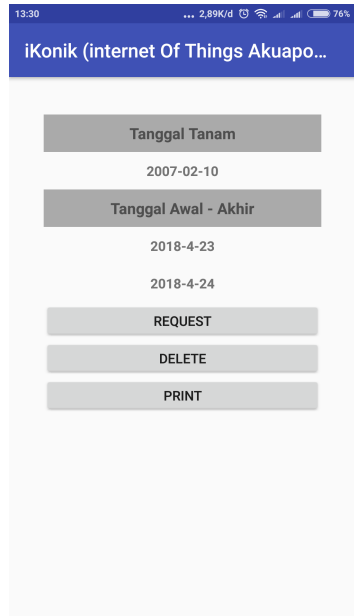 13:30 ... 2,89K/d 76%
iKonik (internet Of Things Akuapo...
Tanggal Tanam
2007-02-10
Tanggal Awal - Akhir
2018-4-23
2018-4-24
REQUEST
DELETE
PRINT